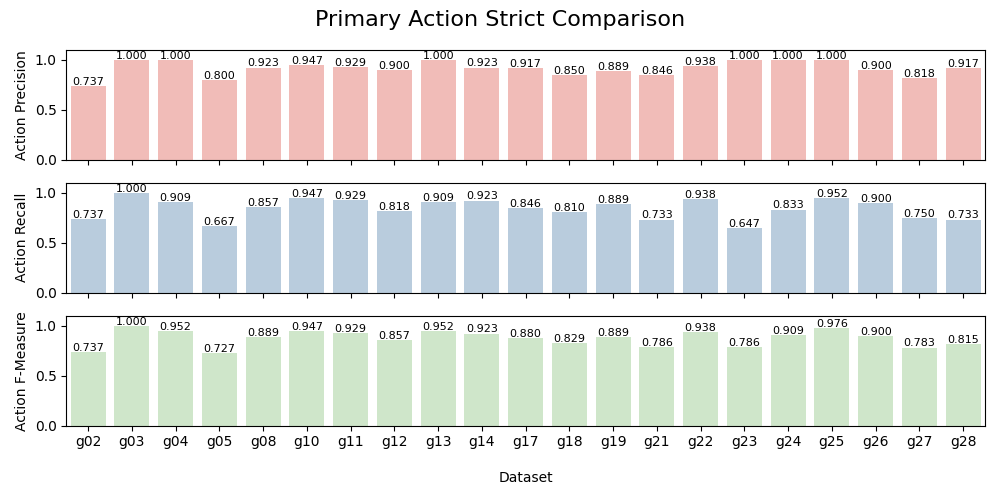 Primary Action Strict Comparison
Action Precision
1.0
0.5
0.0
0.737 1.000 1.000 0.800 0.923 0.947 0.929 0.900 1.000 0.923 0.917 0.850 0.889 0.846 0.938 1.000 1.000 1.000 0.900 0.818 0.917
Action Recall
1.0
0.5
0.0
0.737 1.000 0.909 0.667 0.857 0.947 0.929 0.818 0.909 0.923 0.846 0.810 0.889 0.733 0.938 0.647 0.833 0.952 0.900 0.750 0.733
Action F-Measure
1.0
0.5
0.0
0.737 1.000 0.952 0.727 0.889 0.947 0.929 0.857 0.952 0.923 0.880 0.829 0.889 0.786 0.938 0.786 0.909 0.976 0.900 0.783 0.815
g02 g03 g04 g05 g08 g10 g11 g12 g13 g14 g17 g18 g19 g21 g22 g23 g24 g25 g26 g27 g28
Dataset